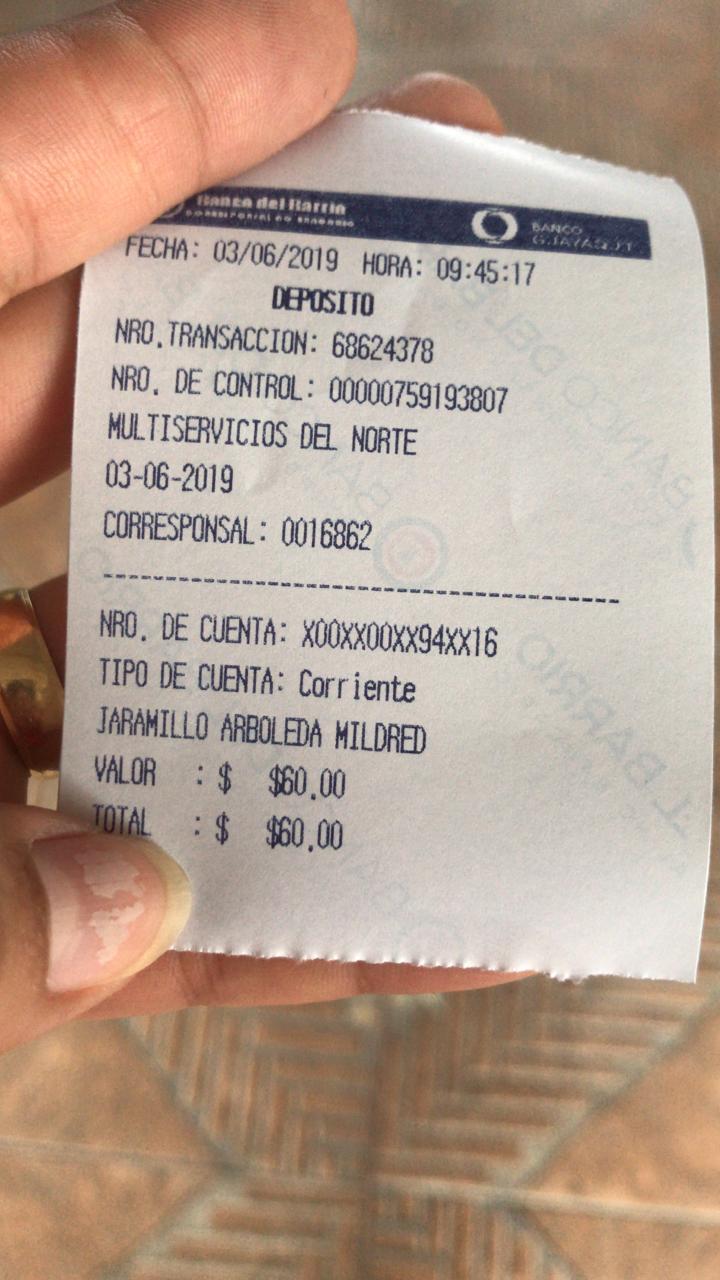 Banco del Barrio
BANCO
GUAYAQUIL
FECHA: 03/06/2019 HORA: 09:45:17
DEPOSITO
NRO.TRANSACCION: 68624378
NRO. DE CONTROL: 00000759193807
MULTISERVICIOS DEL NORTE
03-06-2019
CORRESPONSAL: 0016862
NRO. DE CUENTA: X00XX00XX94XX16
TIPO DE CUENTA: Corriente
JARAMILLO ARBOLEDA MILDRED
VALOR : $ $60.00
TOTAL : $ $60.00